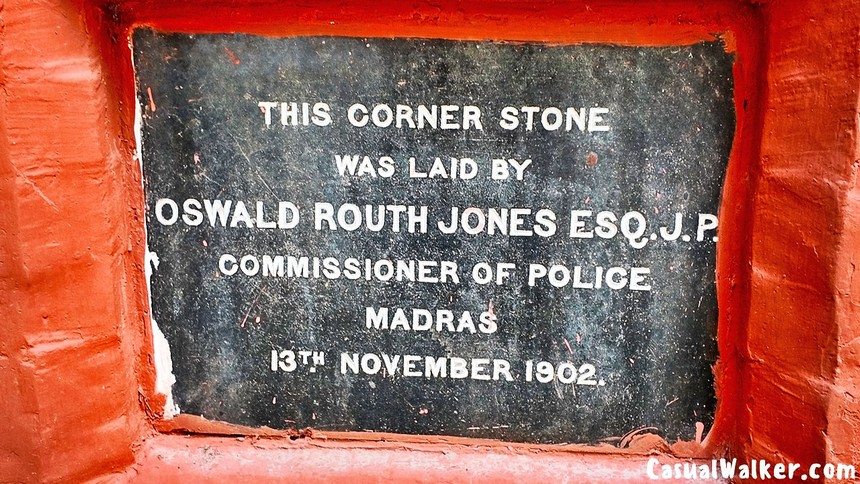 THIS CORNER STONE
WAS LAID BY
OSWALD ROUTH JONES ESQ. J. P.
COMMISSIONER OF POLICE
MADRAS
13TH. NOVEMBER 1902.
CasualWalker.com